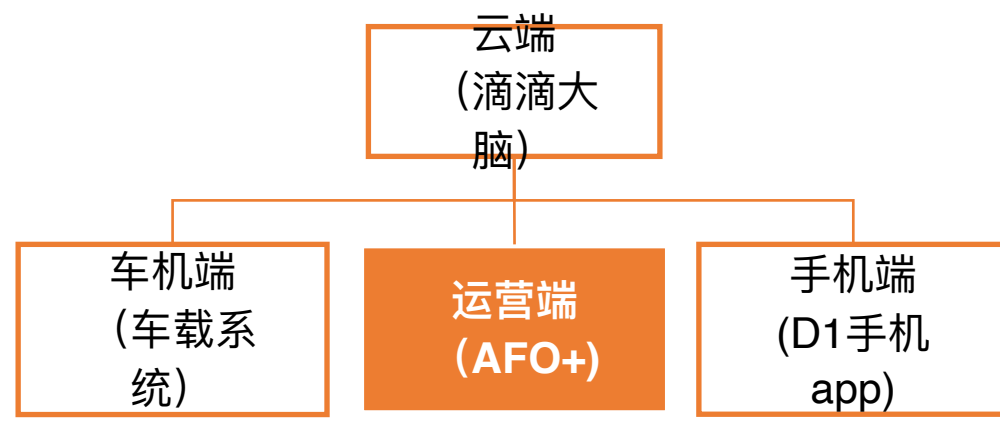 云端
（滴滴大
脑）
车机端
（车载系
统）
运营端
（AFO+)
手机端
(D1手机
app)